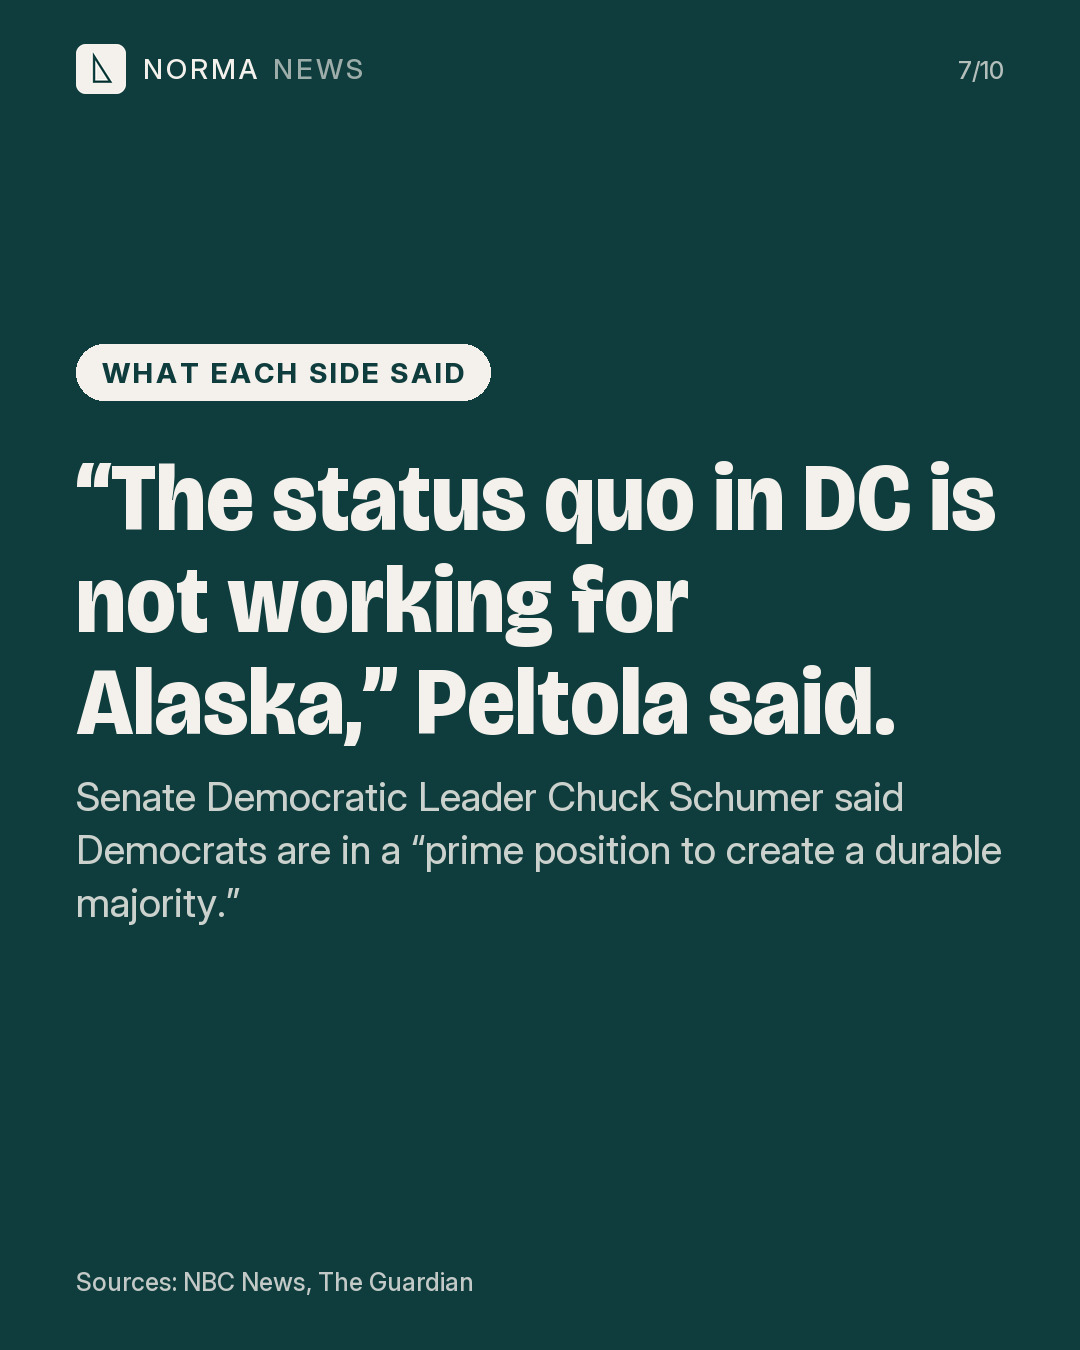 NORMA NEWS
7/10
WHAT EACH SIDE SAID
“The status quo in DC is
not working for
Alaska,” Peltola said.
Senate Democratic Leader Chuck Schumer said
Democrats are in a “prime position to create a durable
majority.”
Sources: NBC News, The Guardian